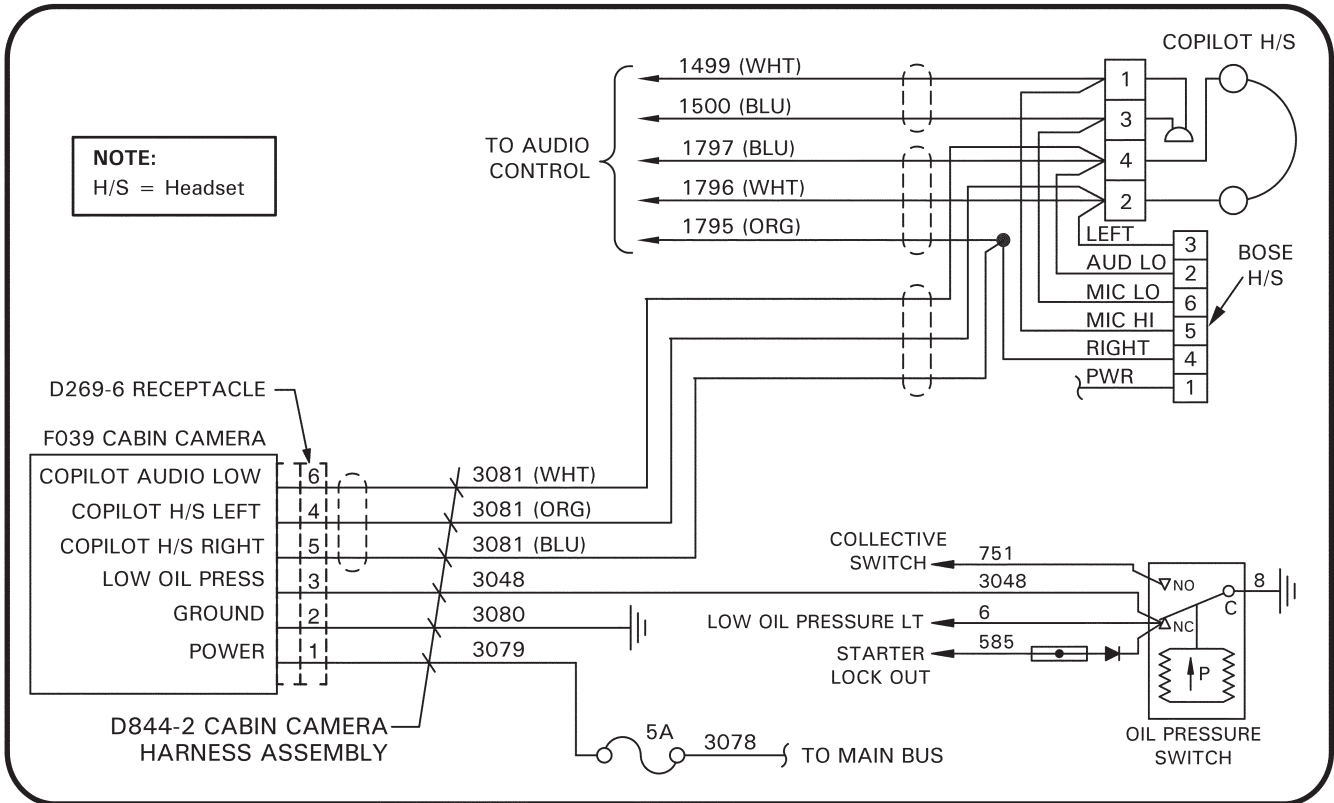 COPILOT H/S
1499 (WHT)
1500 (BLU)
1797 (BLU)
1796 (WHT)
1795 (ORG)
TO AUDIO
CONTROL
1
3
4
2
NOTE:
H/S = Headset
LEFT
3
AUD LO
2
MIC LO
6
MIC HI
5
RIGHT
4
PWR
1
BOSE
H/S
D269-6 RECEPTACLE
F039 CABIN CAMERA
COPILOT AUDIO LOW 6 3081 (WHT)
COPILOT H/S LEFT 4 3081 (ORG)
COPILOT H/S RIGHT 5 3081 (BLU)
LOW OIL PRESS 3 3048
GROUND 2 3080
POWER 1 3079
D844-2 CABIN CAMERA
HARNESS ASSEMBLY
5A
3078
TO MAIN BUS
COLLECTIVE
SWITCH
751
3048
LOW OIL PRESSURE LT
6
STARTER
LOCK OUT
585
NO
NC
C
8
P
OIL PRESSURE
SWITCH